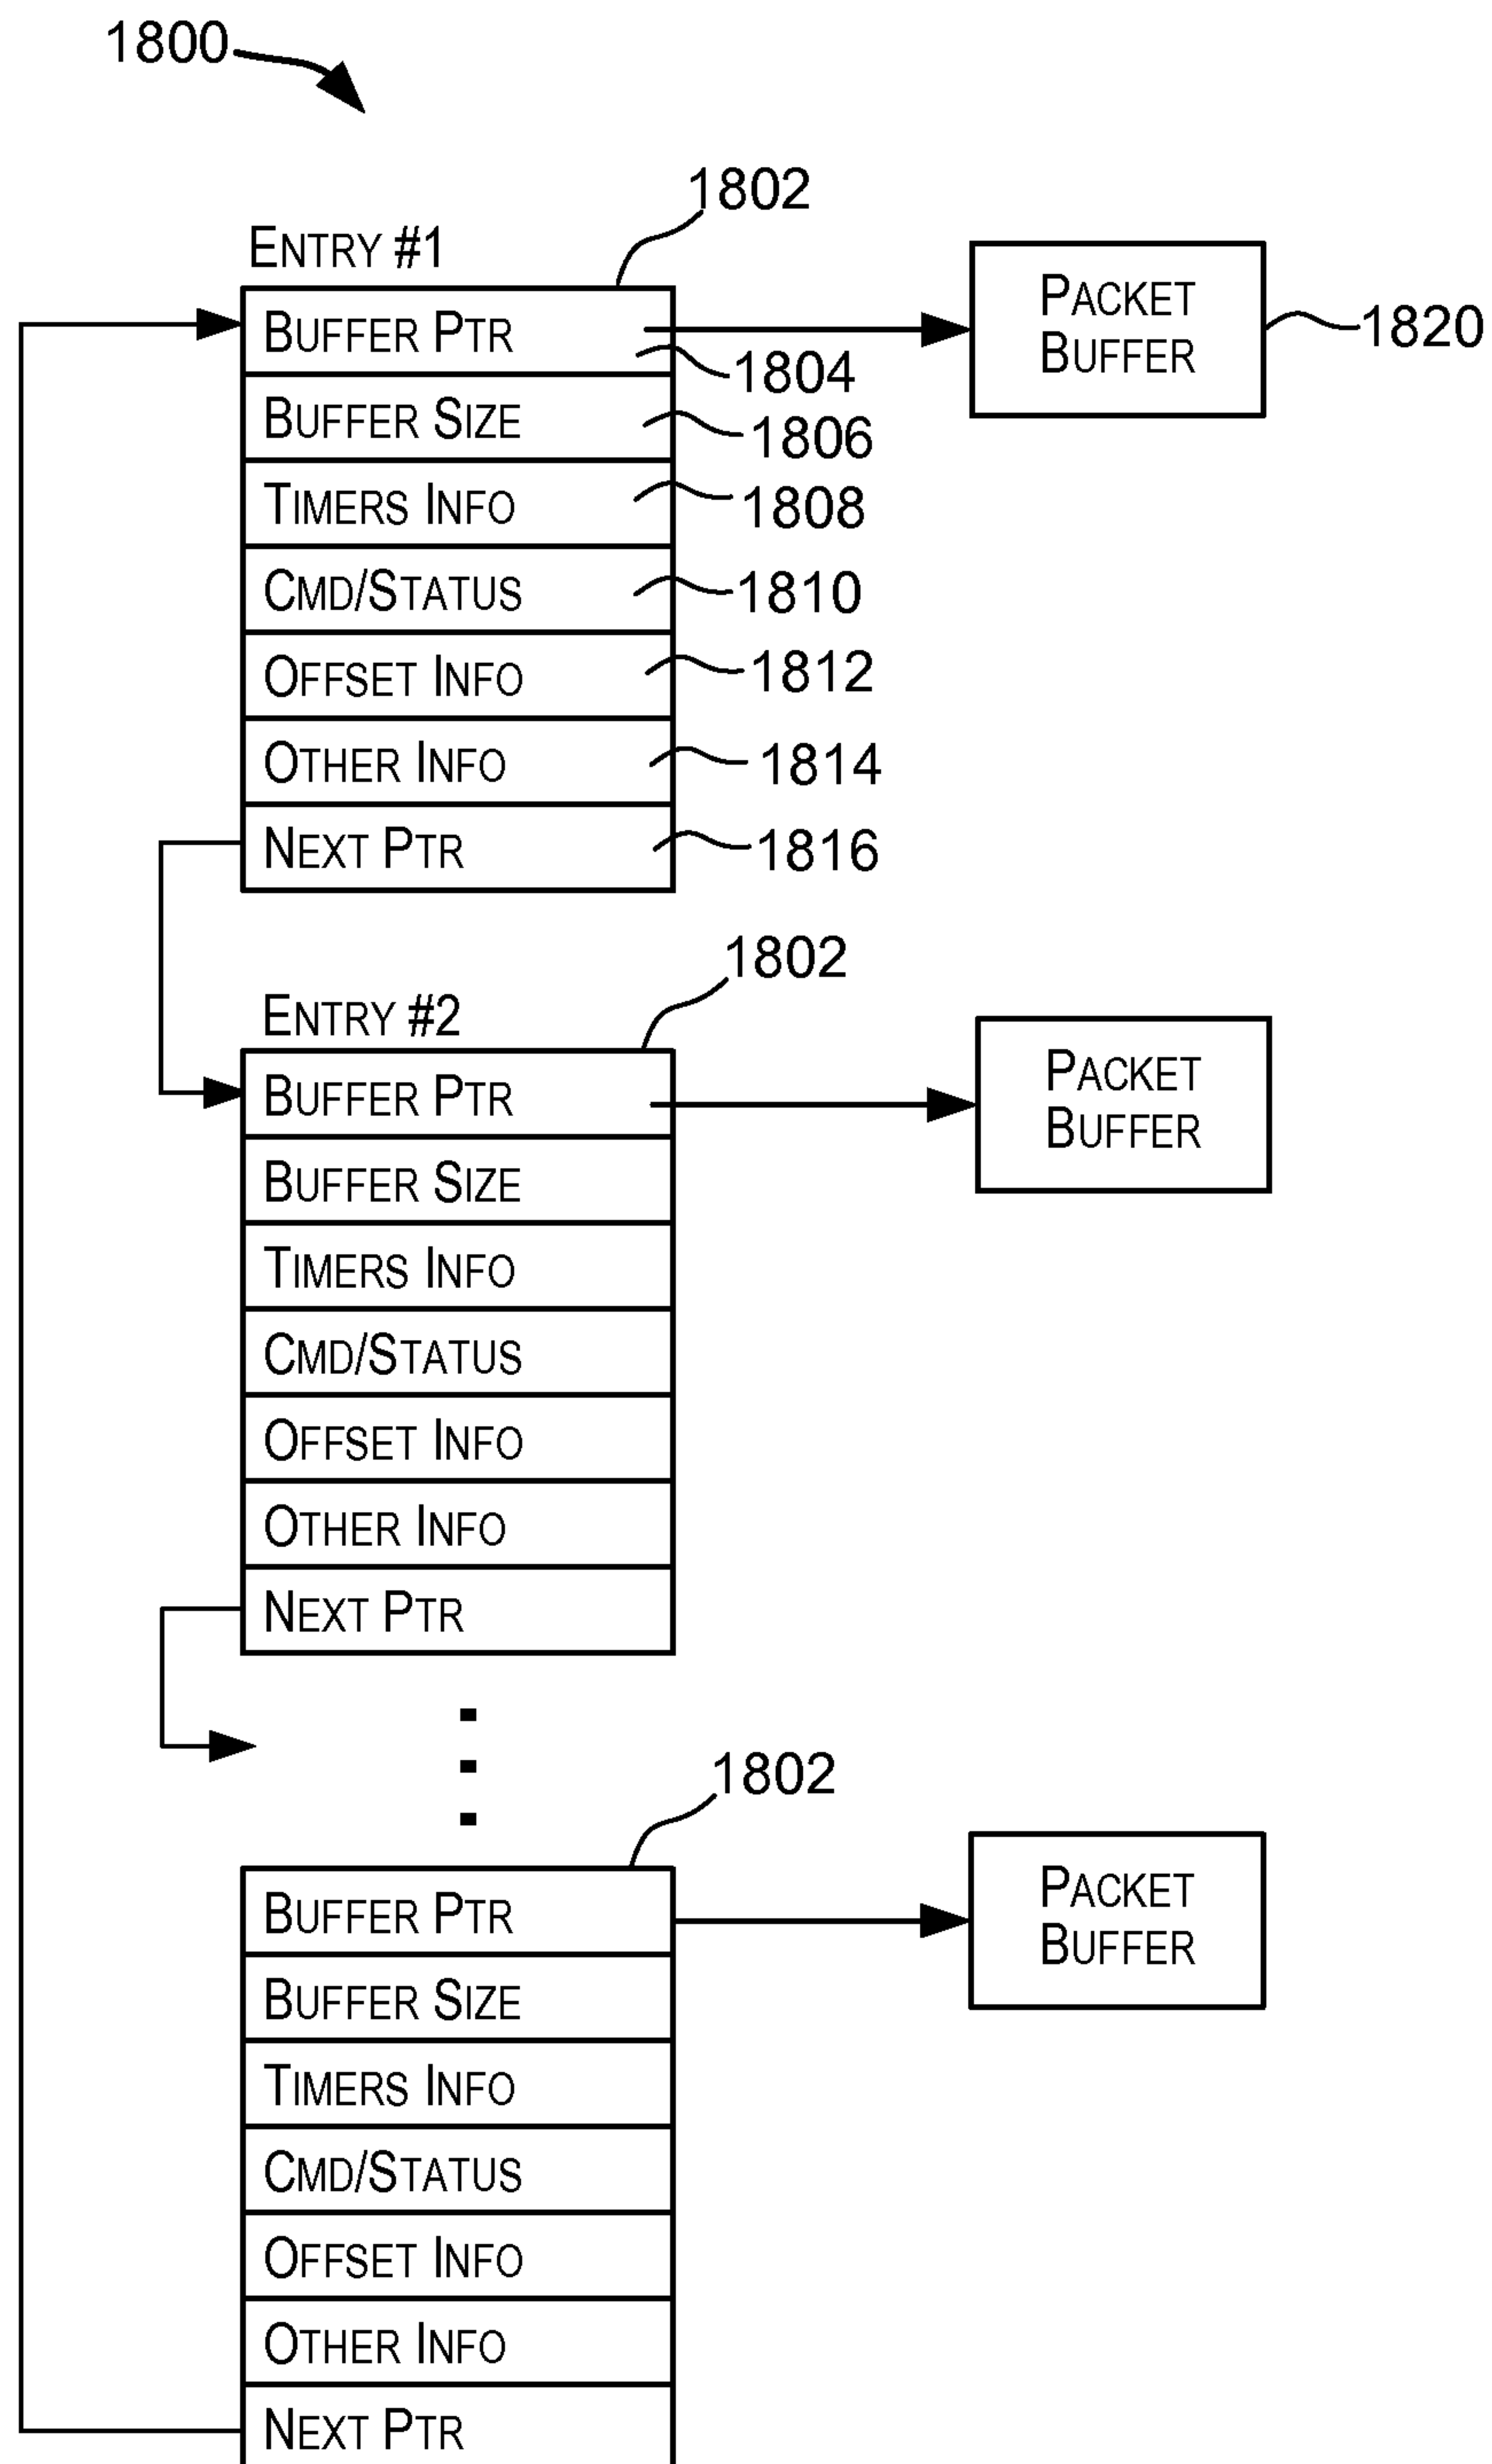 1800
1802
ENTRY #1
BUFFER PTR
PACKET
BUFFER
1820
1804
BUFFER SIZE
1806
TIMERS INFO
1808
CMD/STATUS
1810
OFFSET INFO
1812
OTHER INFO
1814
NEXT PTR
1816
1802
ENTRY #2
BUFFER PTR
PACKET
BUFFER
BUFFER SIZE
TIMERS INFO
CMD/STATUS
OFFSET INFO
OTHER INFO
NEXT PTR
1802
BUFFER PTR
PACKET
BUFFER
BUFFER SIZE
TIMERS INFO
CMD/STATUS
OFFSET INFO
OTHER INFO
NEXT PTR